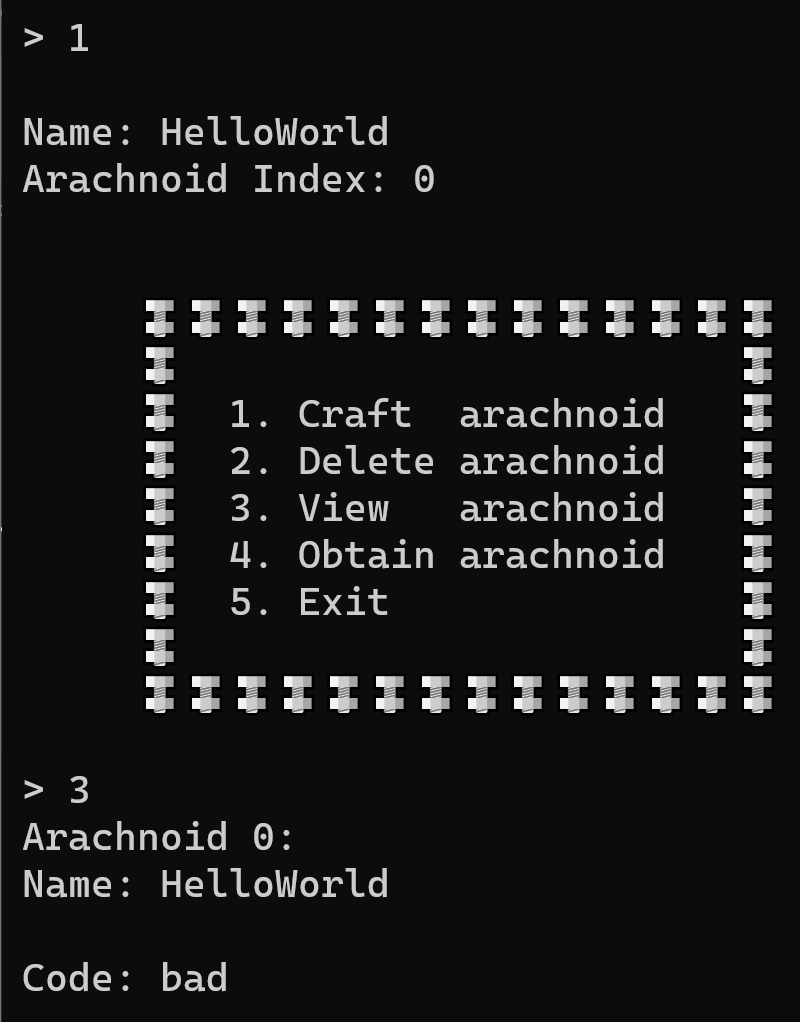 > 1
Name: HelloWorld
Arachnoid Index: 0
1. Craft  arachnoid
2. Delete arachnoid
3. View   arachnoid
4. Obtain arachnoid
5. Exit
> 3
Arachnoid 0:
Name: HelloWorld
Code: bad